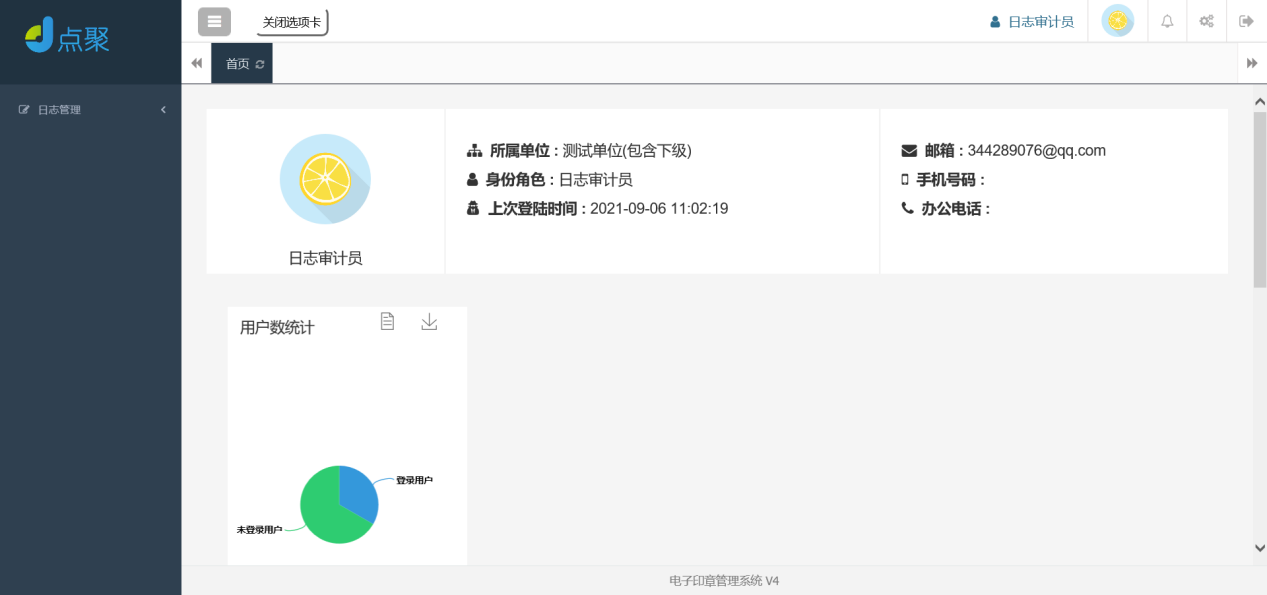 点聚
关闭选项卡
日志审计员
首页
日志管理
日志审计员
所属单位 : 测试单位(包含下级)
身份角色 : 日志审计员
上次登陆时间 : 2021-09-06 11:02:19
邮箱 : 344289076@qq.com
手机号码 :
办公电话 :
用户数统计
登录用户
未登录用户
电子印章管理系统 V4